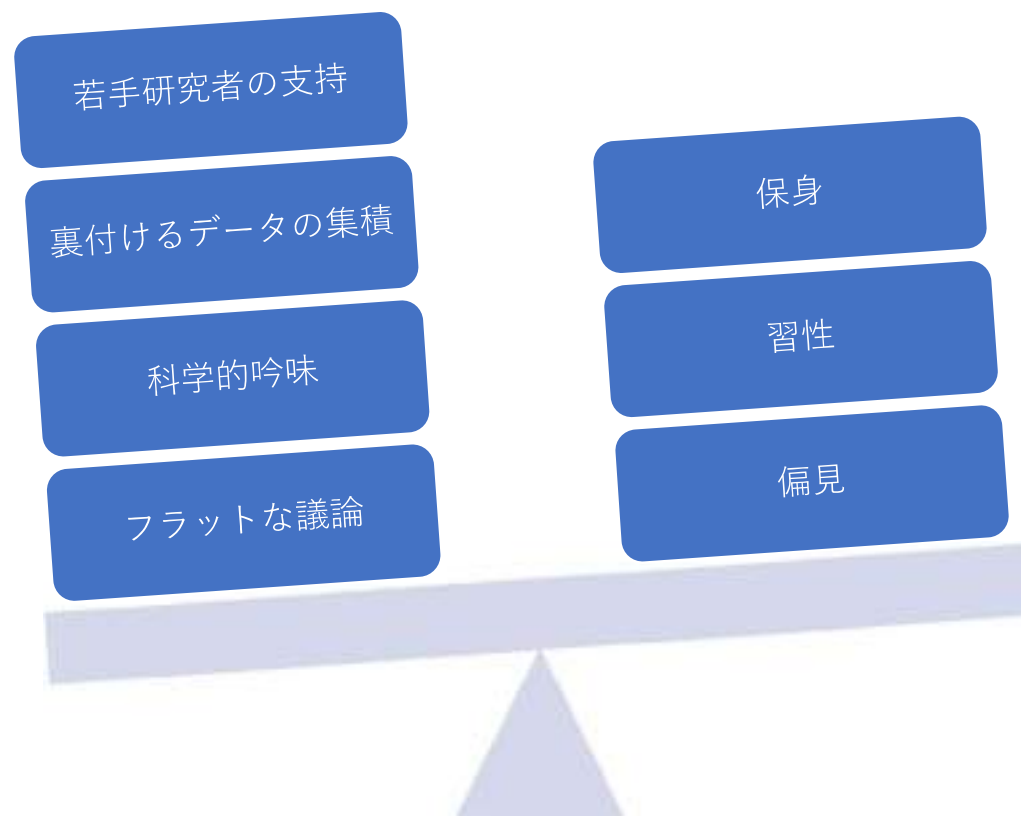 若手研究者の支持
裏付けるデータの集積
科学的吟味
フラットな議論
保身
習性
偏見